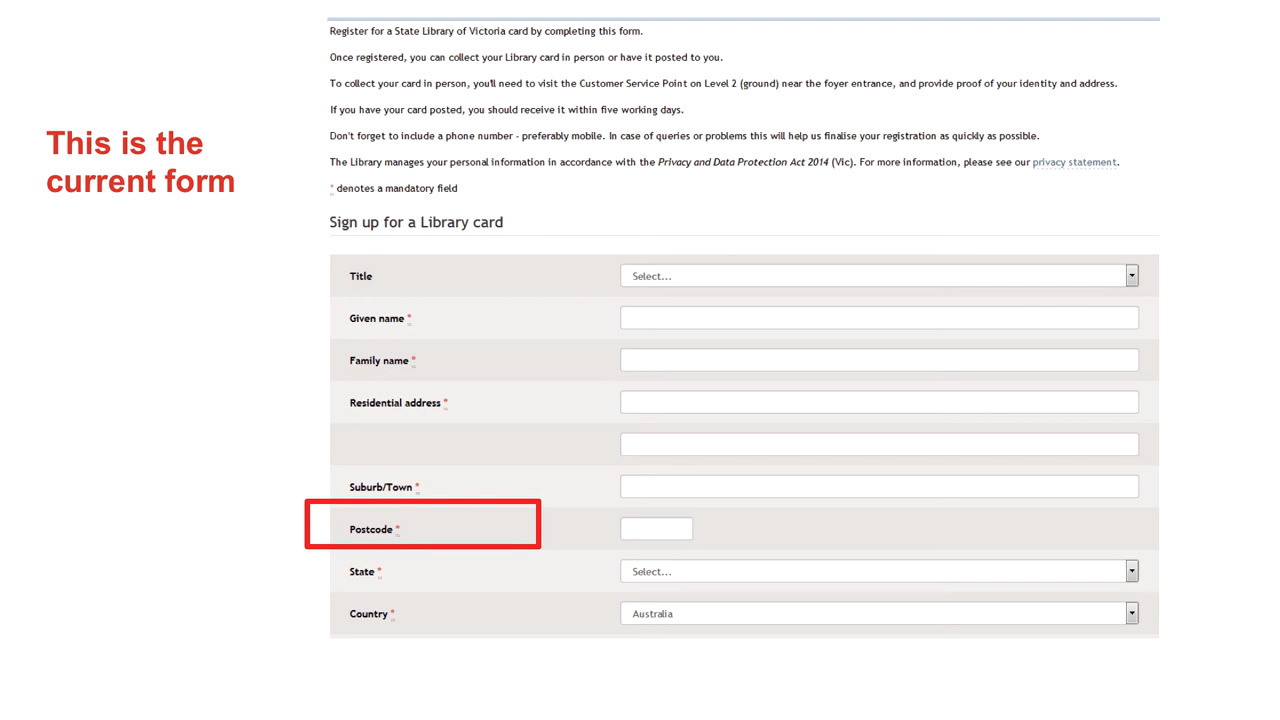 Register for a State Library of Victoria card by completing this form.
Once registered, you can collect your Library card in person or have it posted to you.
To collect your card in person, you'll need to visit the Customer Service Point on Level 2 (ground) near the foyer entrance, and provide proof of your identity and address.
If you have your card posted, you should receive it within five working days.
Don't forget to include a phone number - preferably mobile. In case of queries or problems this will help us finalise your registration as quickly as possible.
The Library manages your personal information in accordance with the Privacy and Data Protection Act 2014 (Vic). For more information, please see our privacy statement.
* denotes a mandatory field
This is the
current form
Sign up for a Library card
Title Select...
Given name *
Family name *
Residential address *
Suburb/Town *
Postcode *
State * Select...
Country * Australia